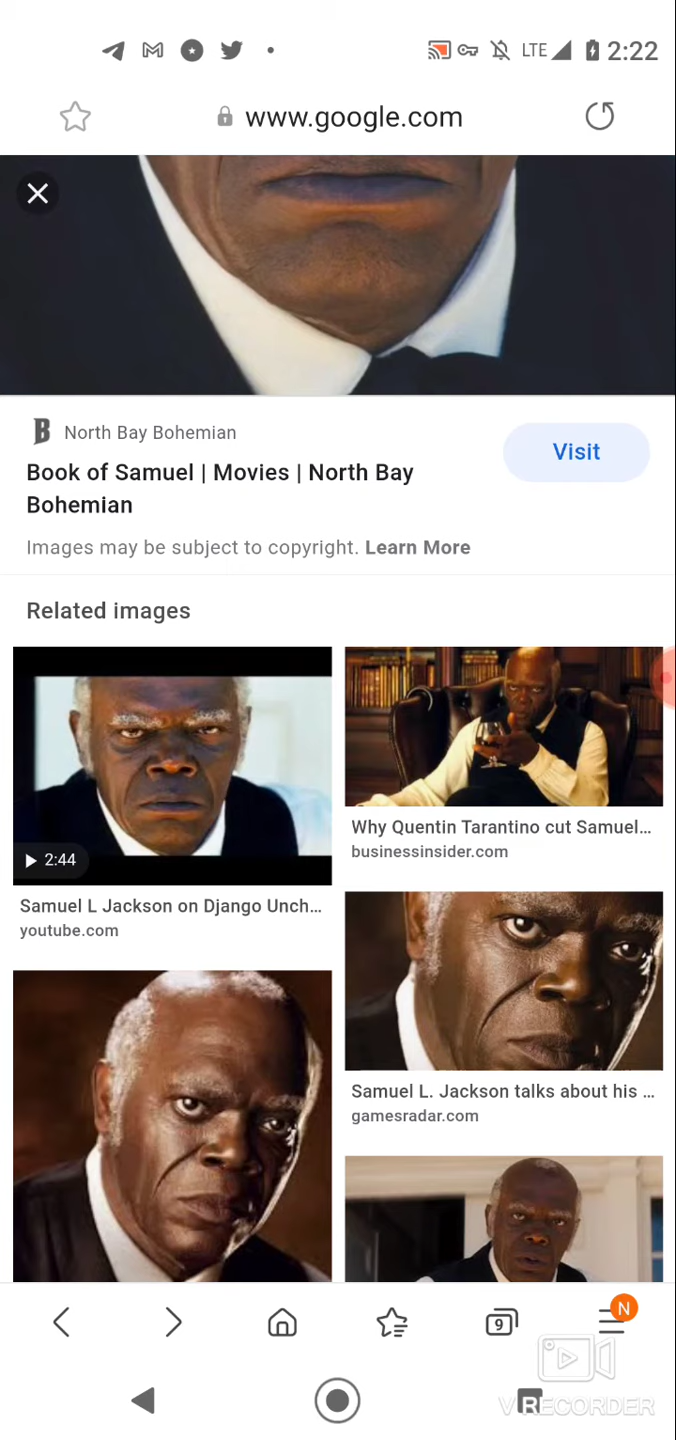 LTE 2:22
www.google.com
North Bay Bohemian
Visit
Book of Samuel | Movies | North Bay
Bohemian
Images may be subject to copyright. Learn More
Related images
2:44
Samuel L Jackson on Django Unch...
youtube.com
Why Quentin Tarantino cut Samuel...
businessinsider.com
Samuel L. Jackson talks about his ...
gamesradar.com
9
N
VRECORDER